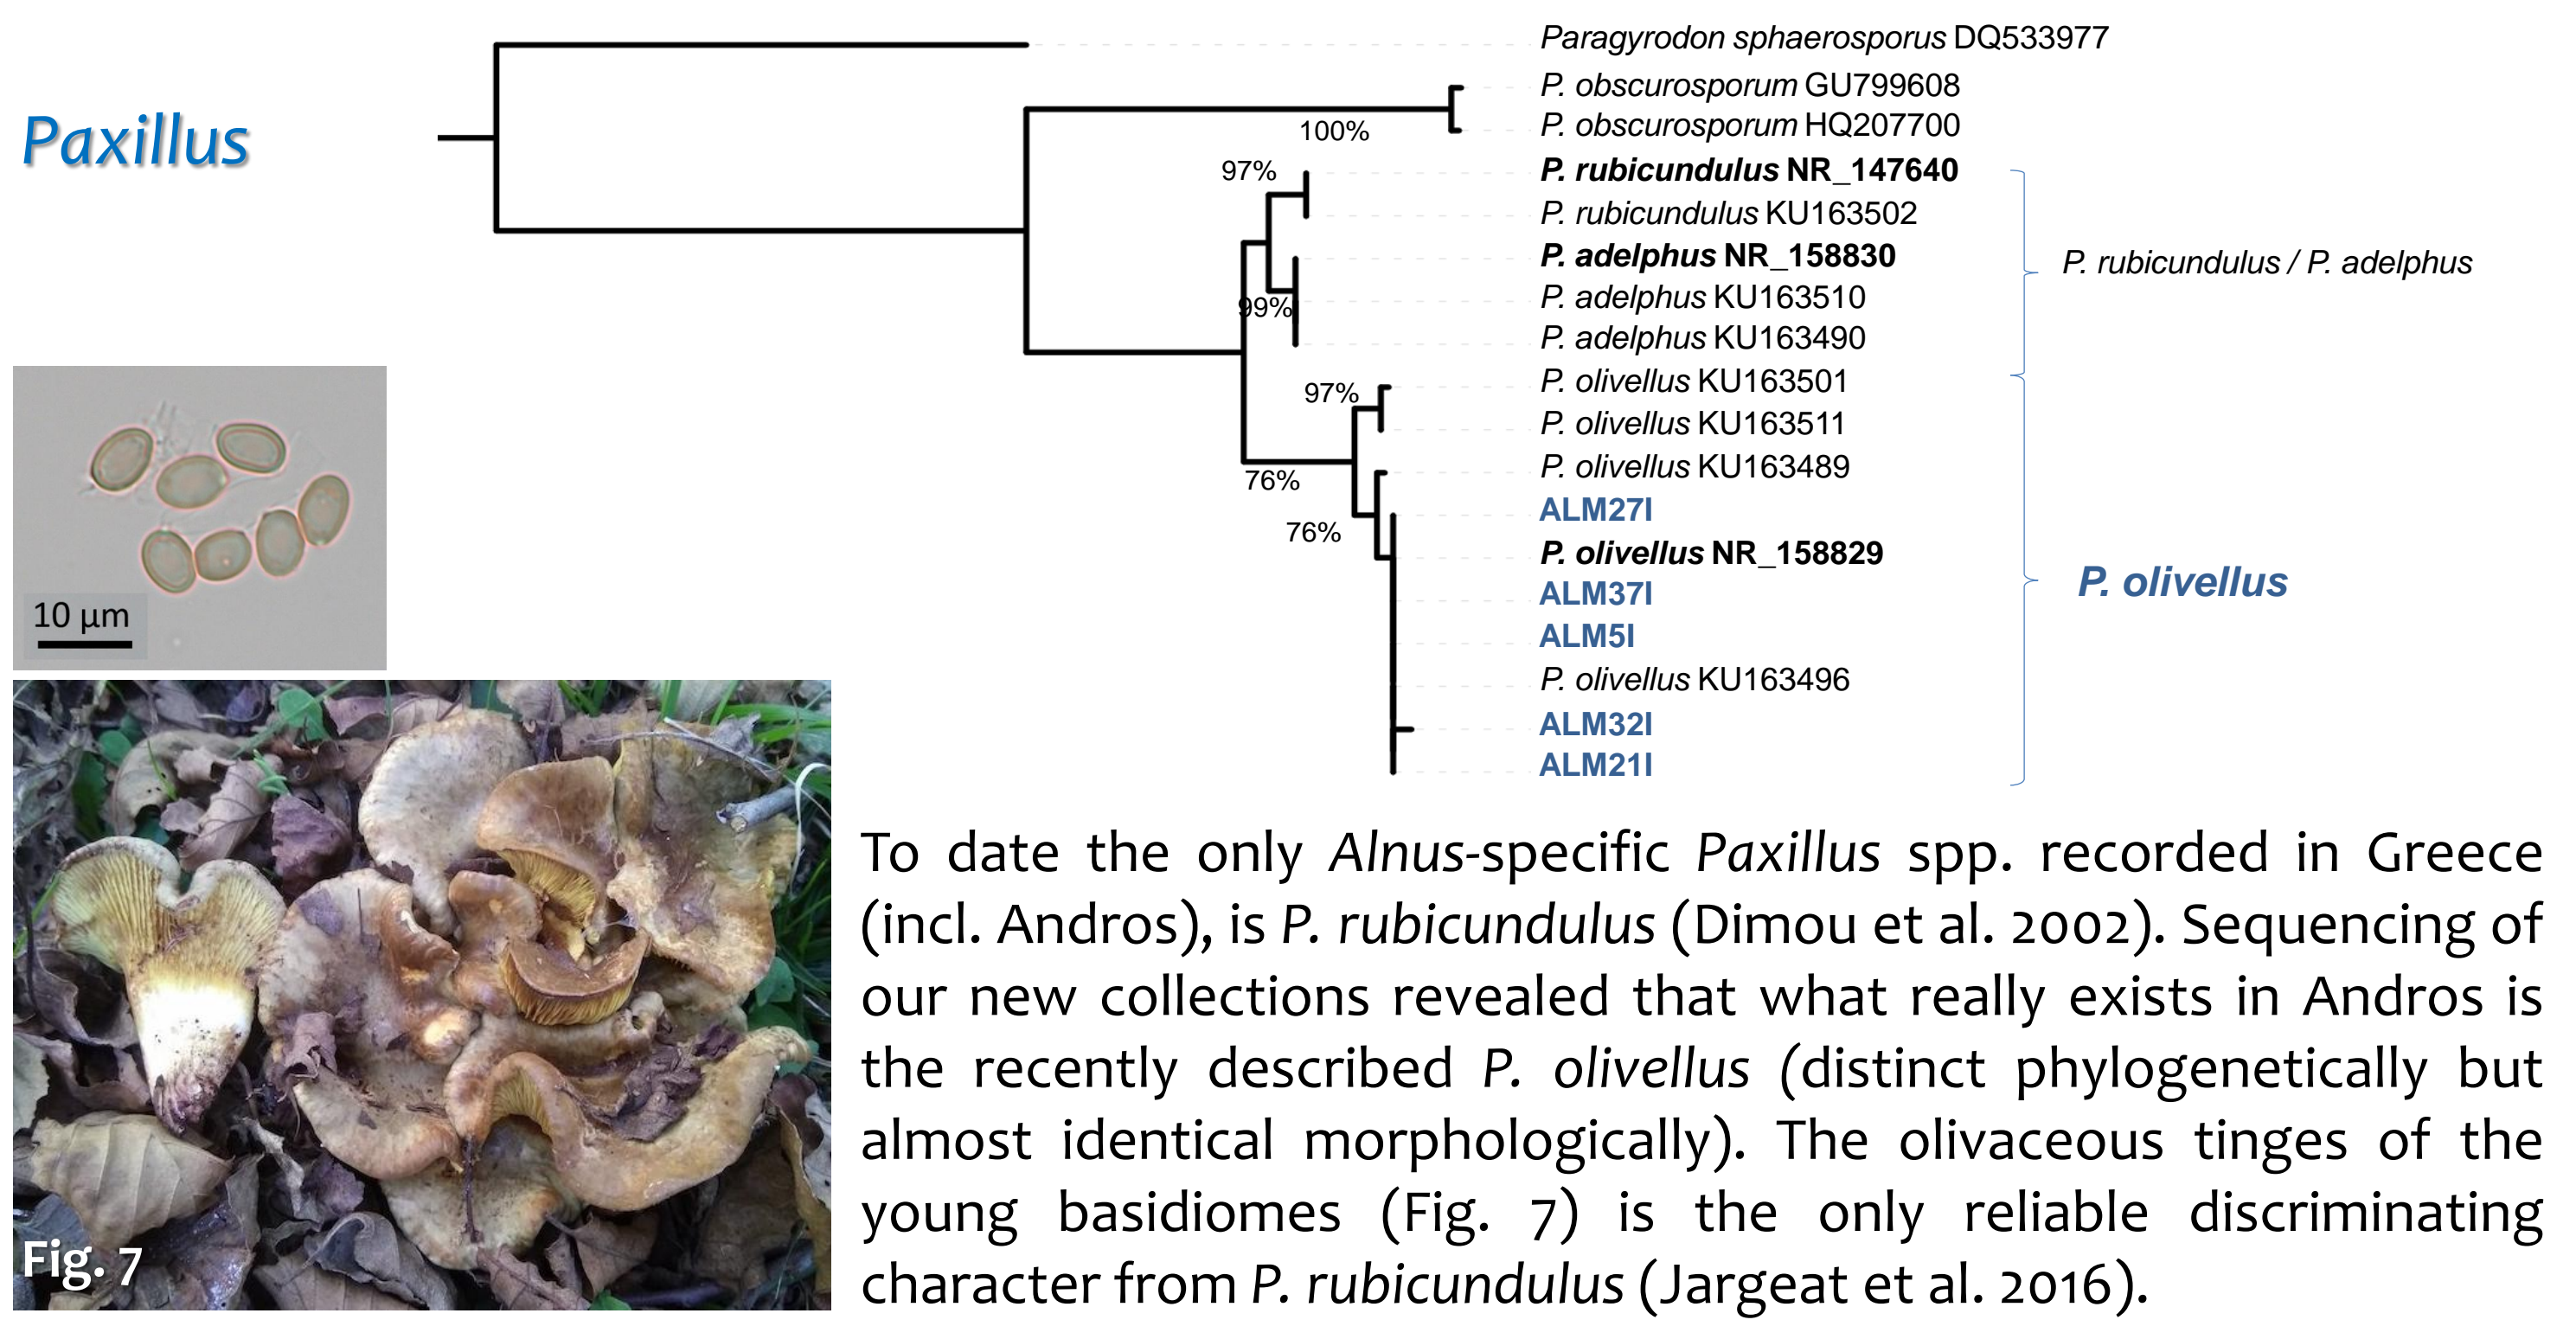 Paxillus
Paragyrodon sphaerosporus DQ533977
P. obscurosporum GU799608
P. obscurosporum HQ207700
100%
P. rubicundulus NR_147640
97%
P. rubicundulus KU163502
P. adelphus NR_158830
P. rubicundulus / P. adelphus
P. adelphus KU163510
99%
P. adelphus KU163490
P. olivellus KU163501
97%
P. olivellus KU163511
P. olivellus KU163489
76%
ALM27I
76%
P. olivellus NR_158829
P. olivellus
ALM37I
ALM5I
P. olivellus KU163496
ALM32I
ALM21I
10 µm
Fig. 7
To date the only Alnus-specific Paxillus spp. recorded in Greece
(incl. Andros), is P. rubicundulus (Dimou et al. 2002). Sequencing of
our new collections revealed that what really exists in Andros is
the recently described P. olivellus (distinct phylogenetically but
almost identical morphologically). The olivaceous tinges of the
young basidiomes (Fig. 7) is the only reliable discriminating
character from P. rubicundulus (Jargeat et al. 2016).